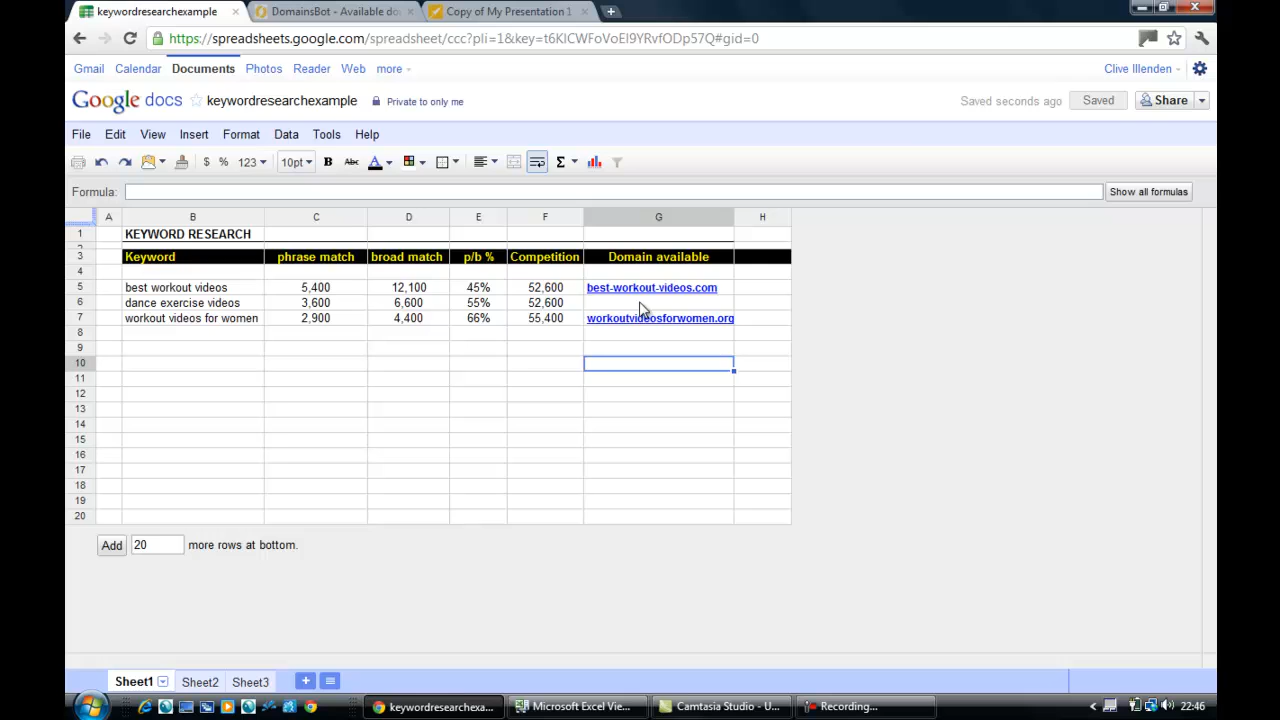 keywordresearchexample
DomainsBot - Available do
Copy of My Presentation 1
https://spreadsheets.google.com/spreadsheet/ccc?pli=1&key=t6KICWFoVoEI9YRvfODp57Q#gid=0
Gmail Calendar Documents Photos Reader Web more
Clive Illenden
Google docs keywordresearchexample Private to only me
Saved seconds ago Saved Share
File Edit View Insert Format Data Tools Help
$ % 123 10pt B Abc A Σ
Formula: Show all formulas
A B C D E F G H
1 KEYWORD RESEARCH
2
3 Keyword phrase match broad match p/b % Competition Domain available
4
5 best workout videos 5,400 12,100 45% 52,600 best-workout-videos.com
6 dance exercise videos 3,600 6,600 55% 52,600
7 workout videos for women 2,900 4,400 66% 55,400 workoutvideosforwomen.org
8
9
10
11
12
13
14
15
16
17
18
19
20
Add 20 more rows at bottom.
Sheet1 Sheet2 Sheet3
keywordresearchexa...
Microsoft Excel Vie...
Camtasia Studio - U...
Recording...
22:46